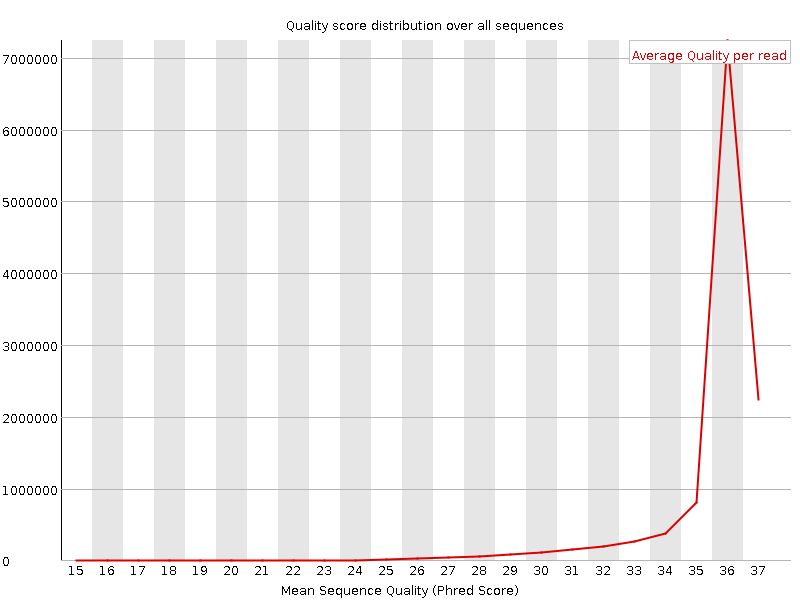 Quality score distribution over all sequences
Average Quality per read
7000000
6000000
5000000
4000000
3000000
2000000
1000000
0
15 16 17 18 19 20 21 22 23 24 25 26 27 28 29 30 31 32 33 34 35 36 37
Mean Sequence Quality (Phred Score)